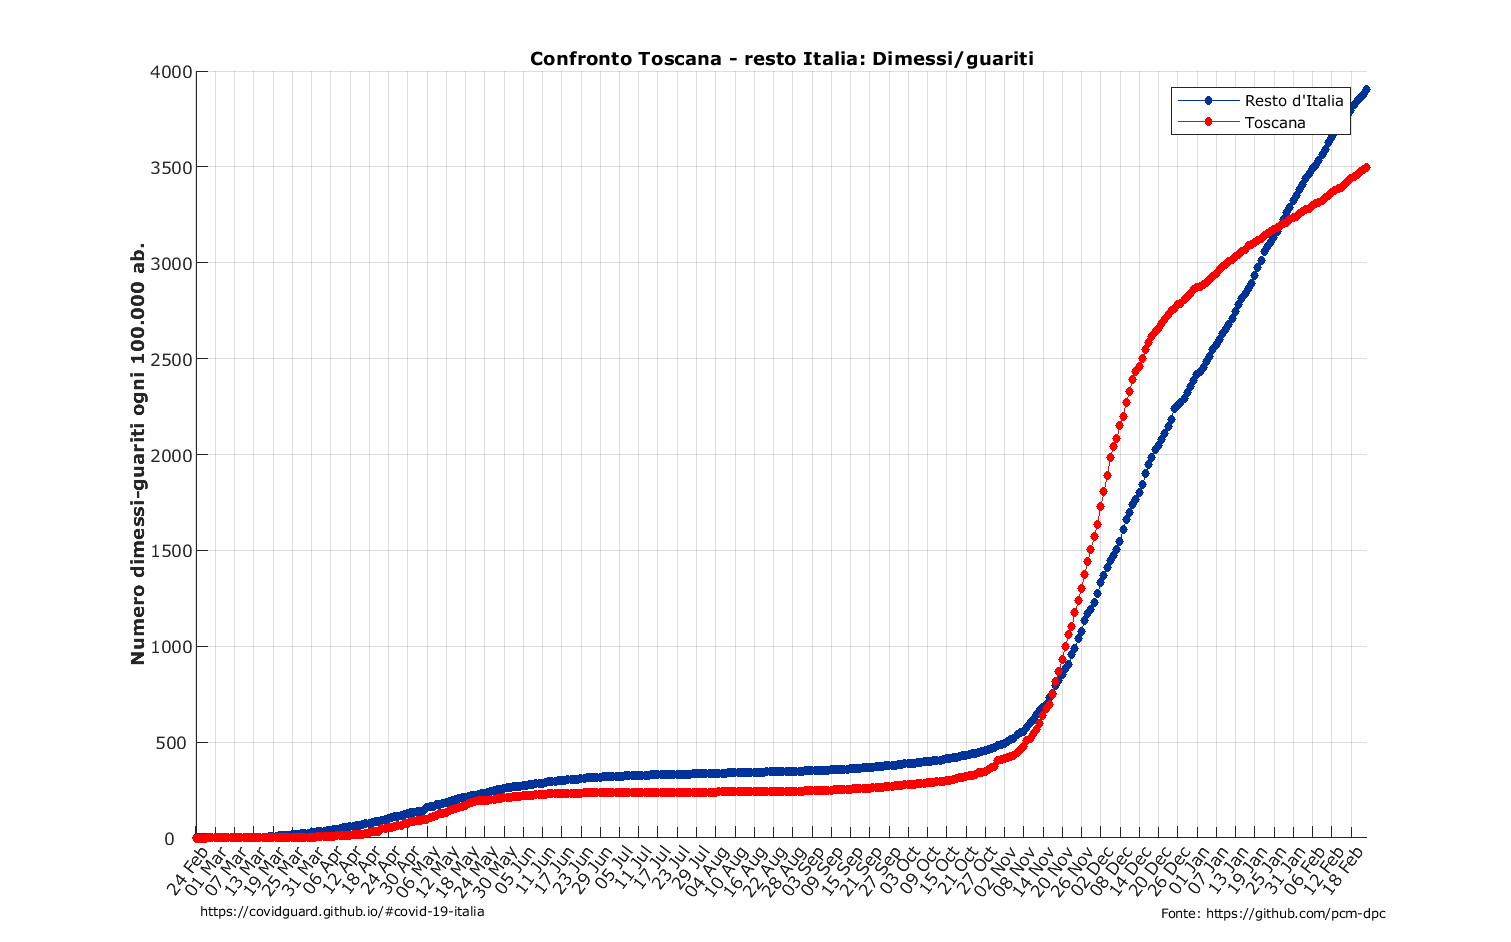 Confronto Toscana - resto Italia: Dimessi/guariti
Resto d'Italia
Toscana
Numero dimessi-guariti ogni 100.000 ab.
4000
3500
3000
2500
2000
1500
1000
500
0
24 Feb
01 Mar
07 Mar
13 Mar
19 Mar
25 Mar
31 Mar
06 Apr
12 Apr
18 Apr
24 Apr
30 Apr
06 May
12 May
18 May
24 May
30 May
05 Jun
11 Jun
17 Jun
23 Jun
29 Jun
05 Jul
11 Jul
17 Jul
23 Jul
29 Jul
04 Aug
10 Aug
16 Aug
22 Aug
28 Aug
03 Sep
09 Sep
15 Sep
21 Sep
27 Sep
03 Oct
09 Oct
15 Oct
21 Oct
27 Oct
02 Nov
08 Nov
14 Nov
20 Nov
26 Nov
02 Dec
08 Dec
14 Dec
20 Dec
26 Dec
01 Jan
07 Jan
13 Jan
19 Jan
25 Jan
31 Jan
06 Feb
12 Feb
18 Feb
https://covidguard.github.io/#covid-19-italia
Fonte: https://github.com/pcm-dpc